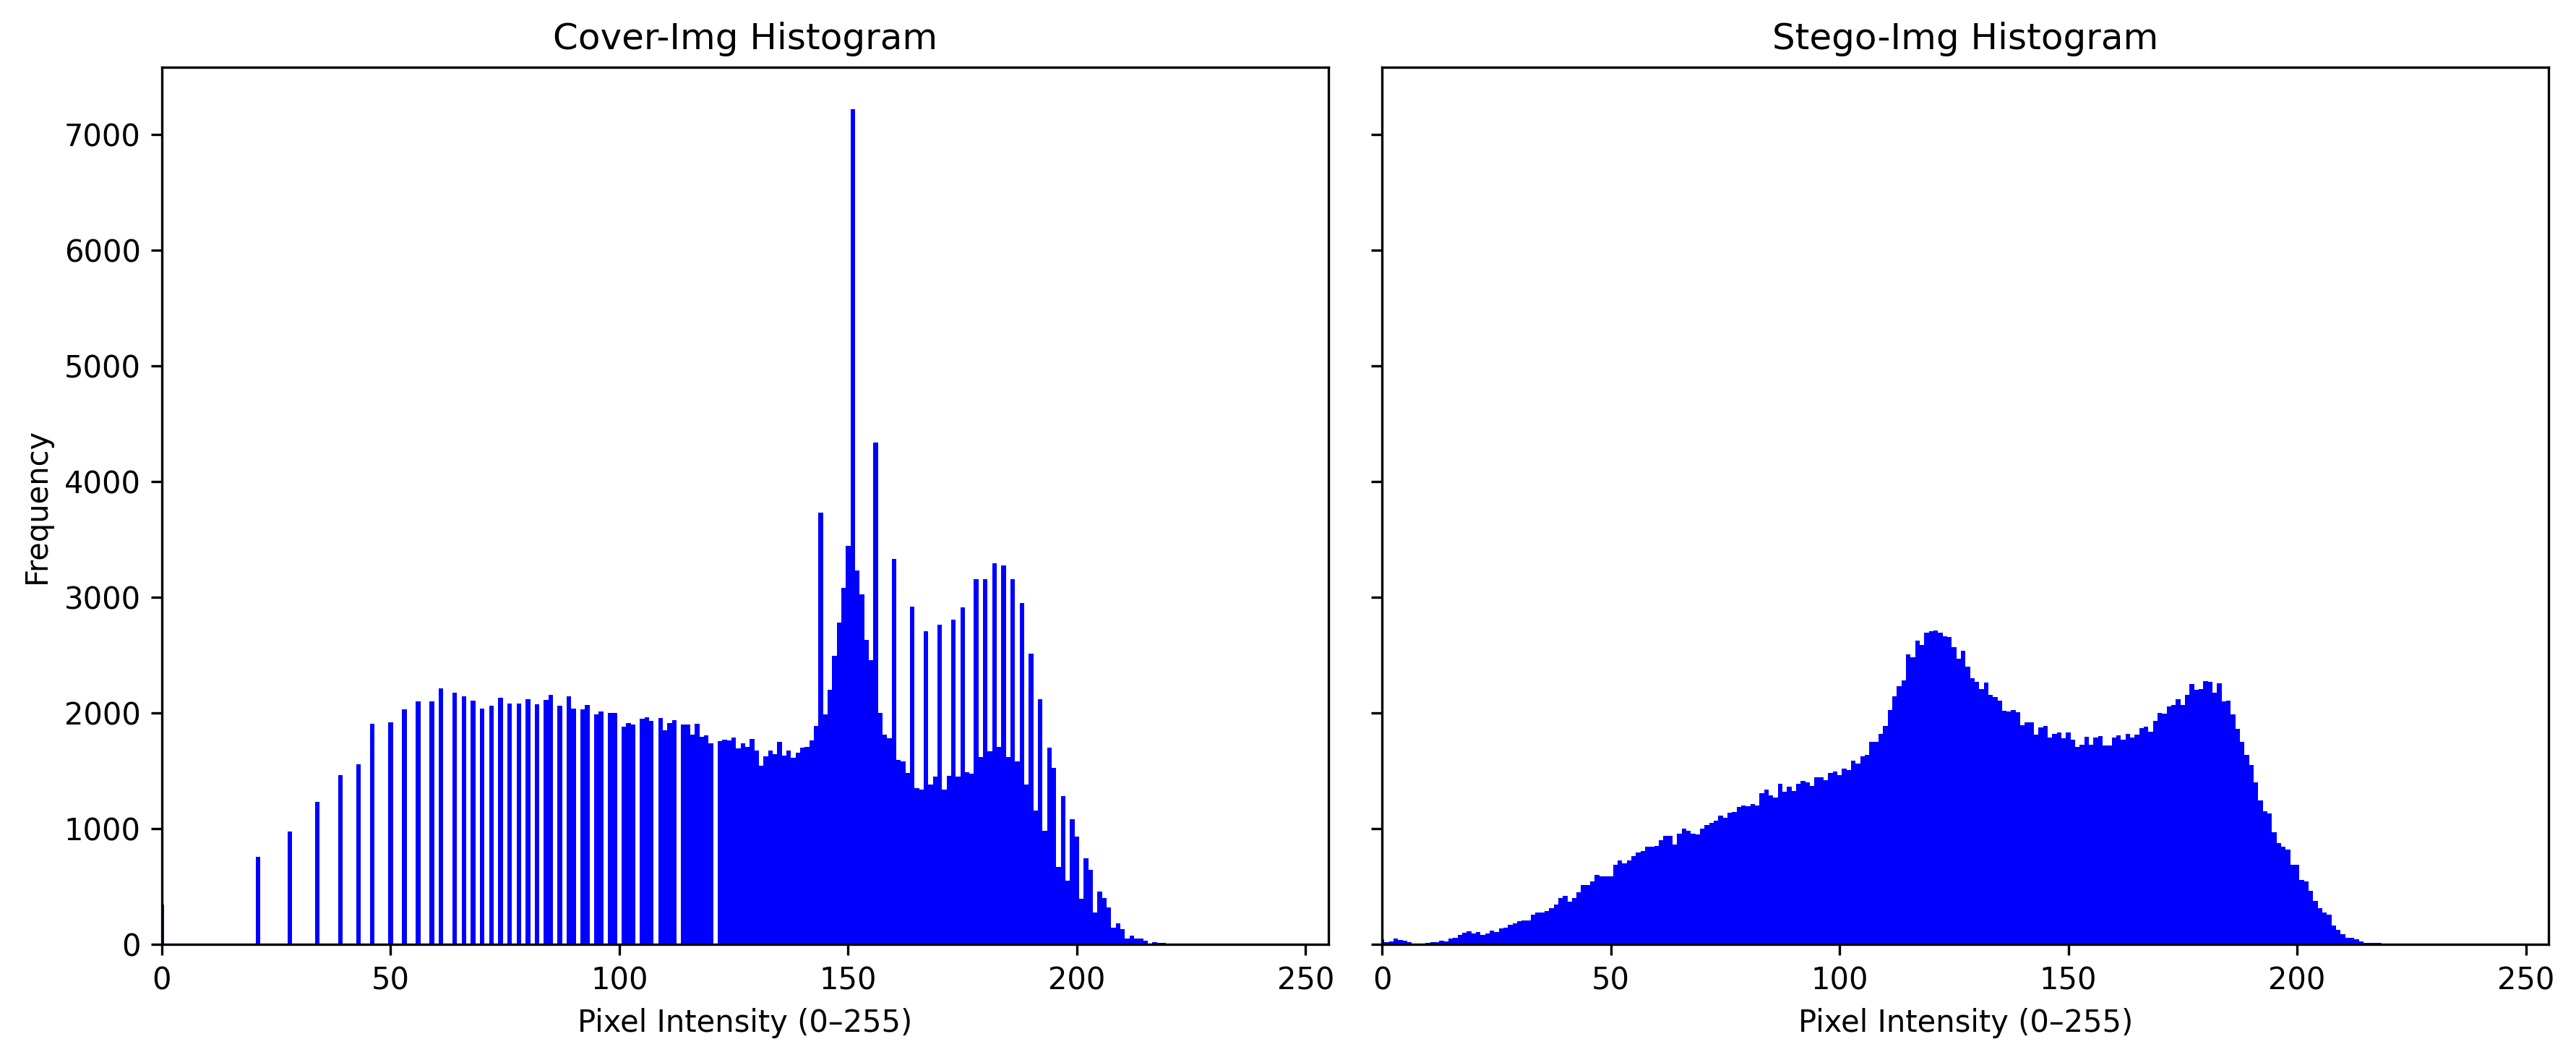 Cover-Img Histogram
Stego-Img Histogram
7000
6000
5000
4000
3000
2000
1000
0
Frequency
0 50 100 150 200 250
0 50 100 150 200 250
Pixel Intensity (0–255)
Pixel Intensity (0–255)